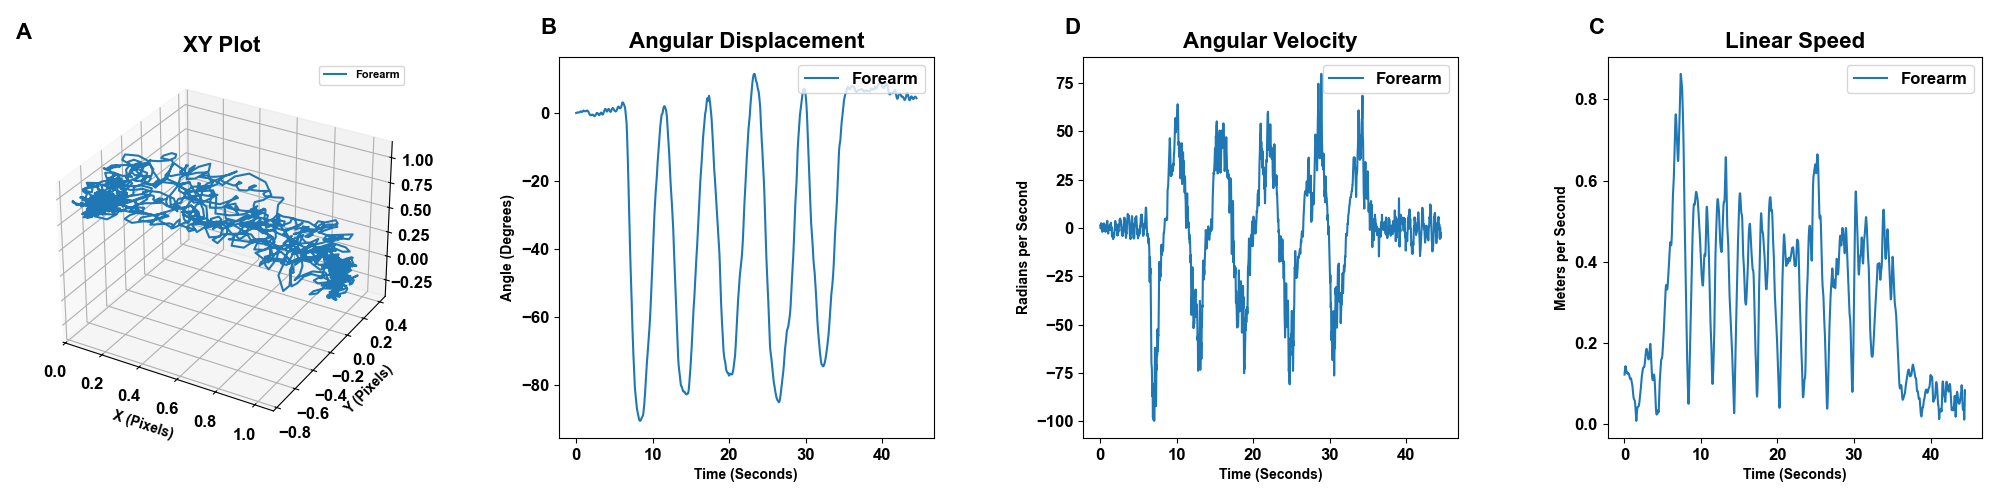 A
XY Plot
Forearm
1.00
0.75
0.50
0.25
0.00
−0.25
0.4
0.2
0.0
−0.2
−0.4
−0.6
−0.8
Y (Pixels)
0.0
0.2
0.4
0.6
0.8
1.0
X (Pixels)
B
Angular Displacement
Forearm
0
−20
−40
−60
−80
Angle (Degrees)
0 10 20 30 40
Time (Seconds)
D
Angular Velocity
Forearm
75
50
25
0
−25
−50
−75
−100
Radians per Second
0 10 20 30 40
Time (Seconds)
C
Linear Speed
Forearm
0.8
0.6
0.4
0.2
0.0
Meters per Second
0 10 20 30 40
Time (Seconds)